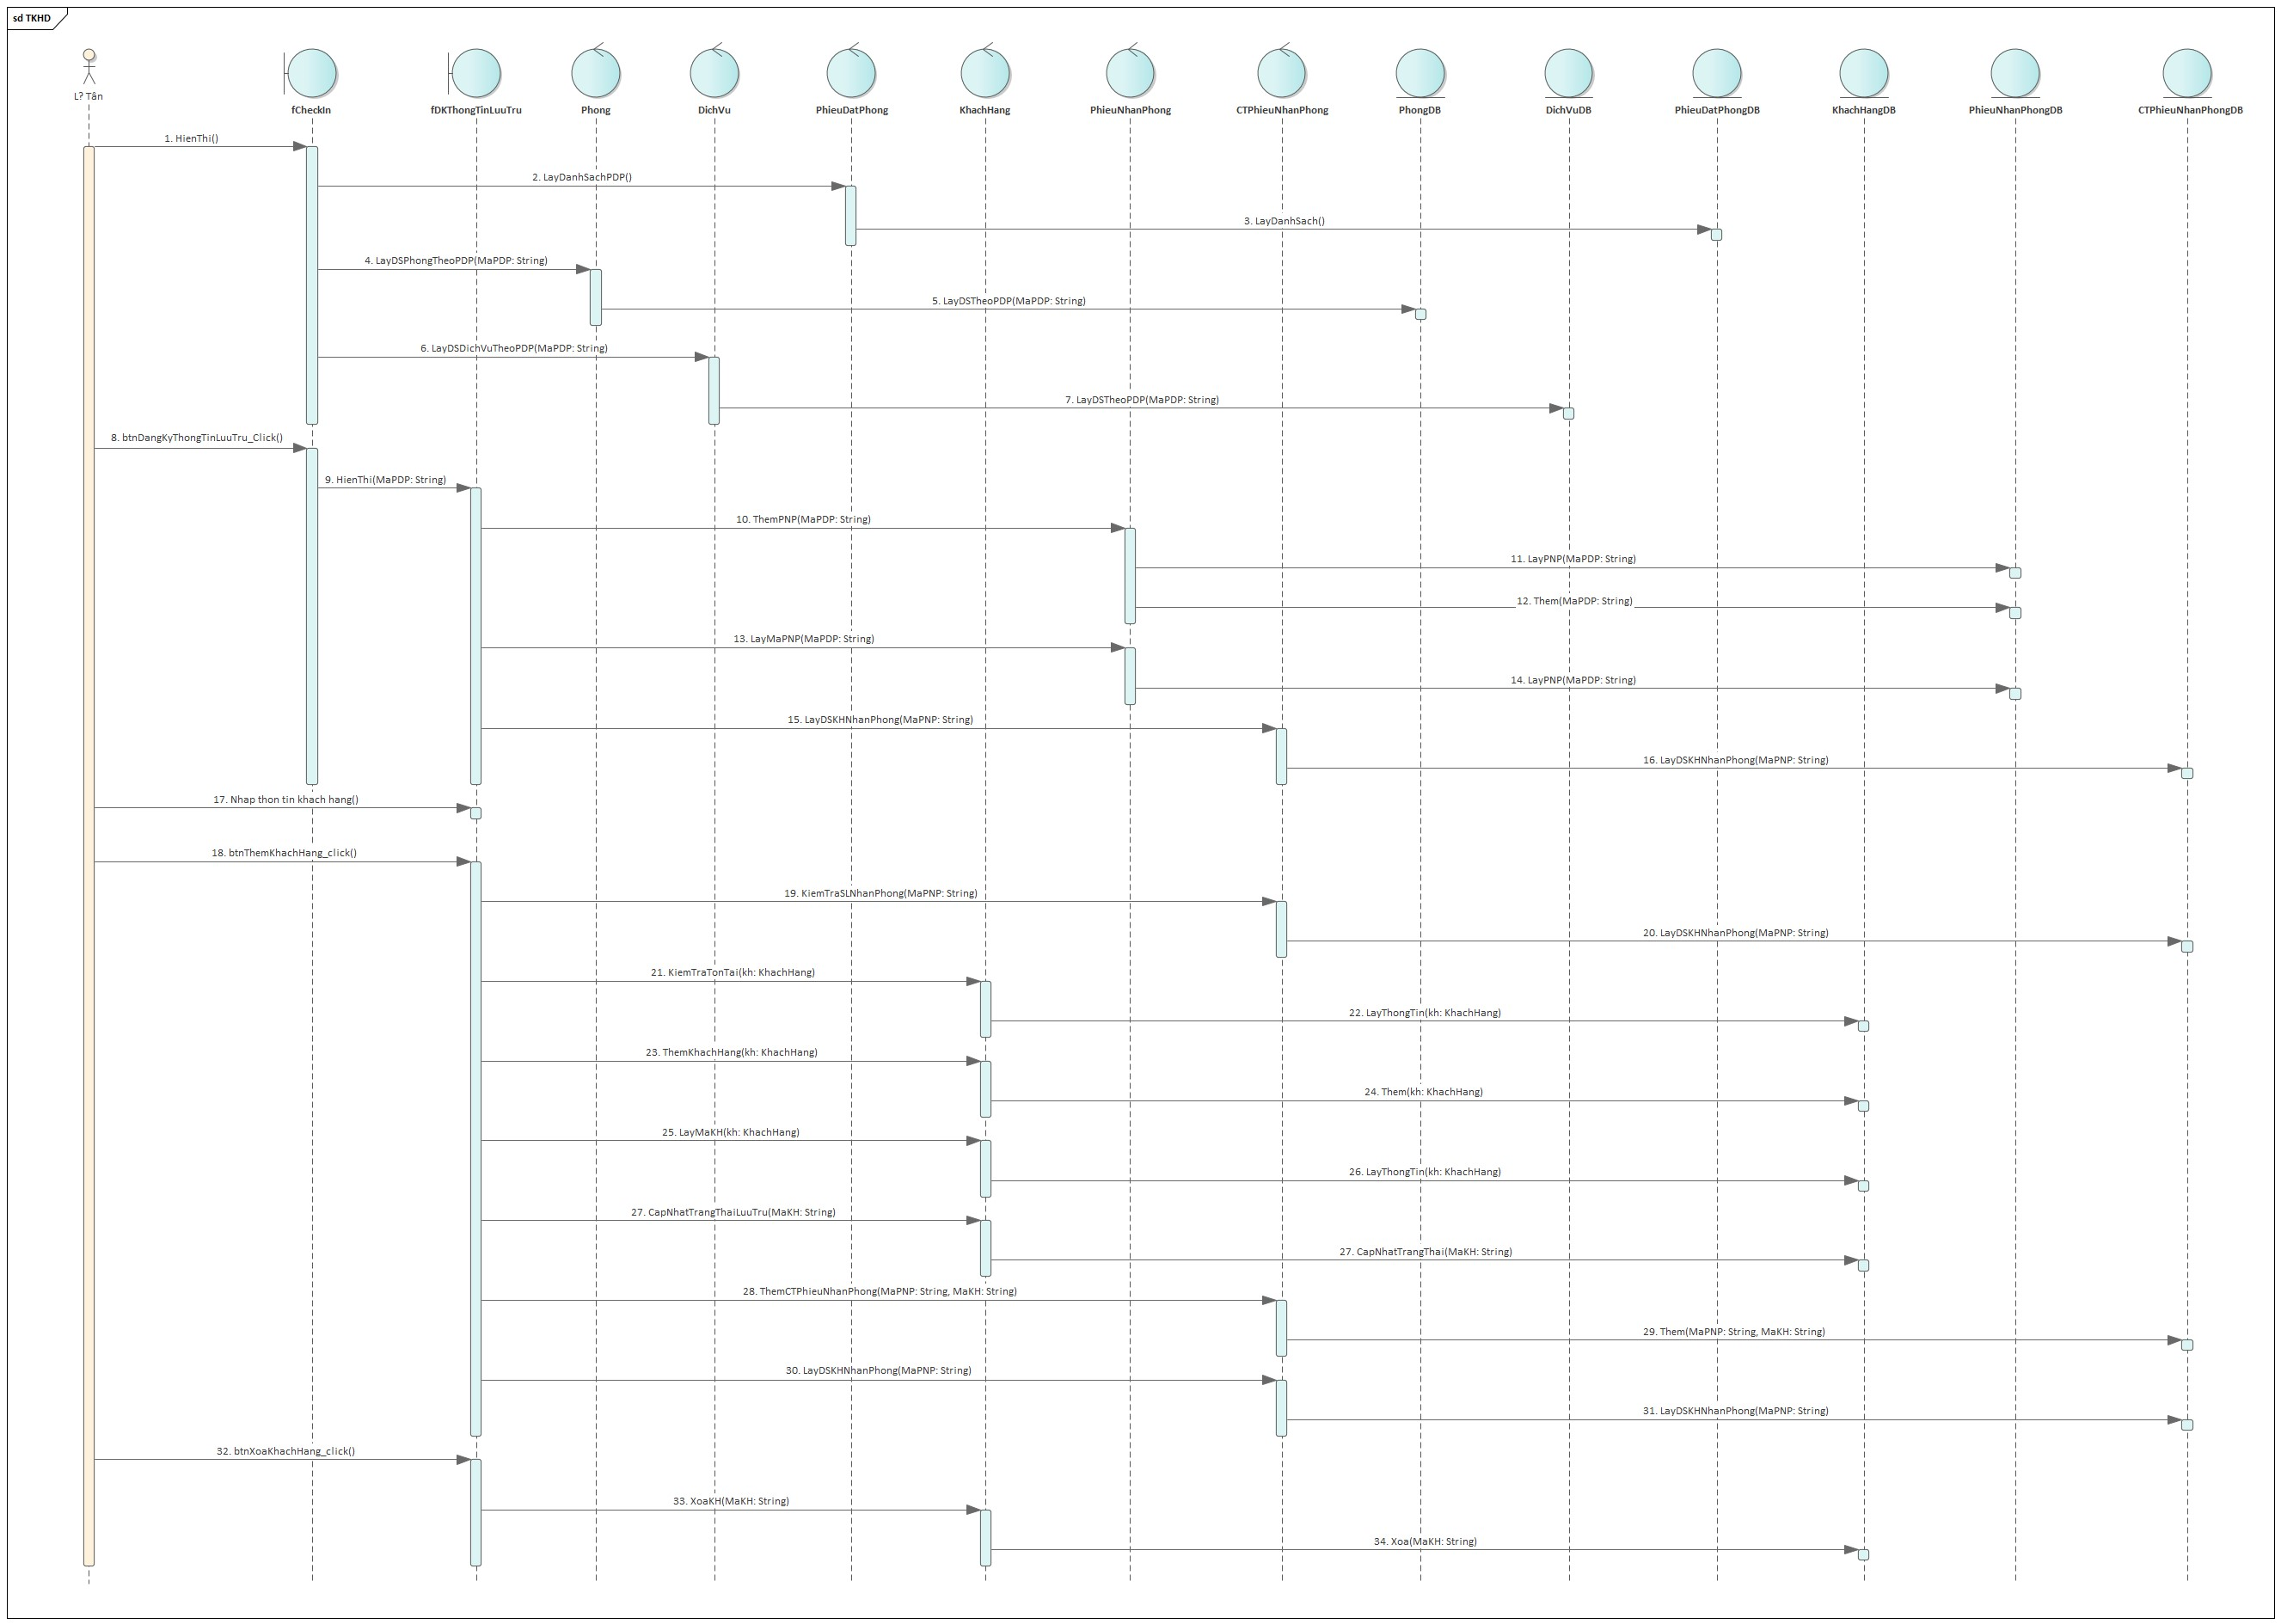 sd TKHD
L? Tân
fCheckIn
fDKThongTinLuuTru
Phong
DichVu
PhieuDatPhong
KhachHang
PhieuNhanPhong
CTPhieuNhanPhong
PhongDB
DichVuDB
PhieuDatPhongDB
KhachHangDB
PhieuNhanPhongDB
CTPhieuNhanPhongDB
1. HienThi()
2. LayDanhSachPDP()
3. LayDanhSach()
4. LayDSPhongTheoPDP(MaPDP: String)
5. LayDSTheoPDP(MaPDP: String)
6. LayDSDichVuTheoPDP(MaPDP: String)
7. LayDSTheoPDP(MaPDP: String)
8. btnDangKyThongTinLuuTru_Click()
9. HienThi(MaPDP: String)
10. ThemPNP(MaPDP: String)
11. LayPNP(MaPDP: String)
12. Them(MaPDP: String)
13. LayMaPNP(MaPDP: String)
14. LayPNP(MaPDP: String)
15. LayDSKHNhanPhong(MaPNP: String)
16. LayDSKHNhanPhong(MaPNP: String)
17. Nhap thon tin khach hang()
18. btnThemKhachHang_click()
19. KiemTraSLNhanPhong(MaPNP: String)
20. LayDSKHNhanPhong(MaPNP: String)
21. KiemTraTonTai(kh: KhachHang)
22. LayThongTin(kh: KhachHang)
23. ThemKhachHang(kh: KhachHang)
24. Them(kh: KhachHang)
25. LayMaKH(kh: KhachHang)
26. LayThongTin(kh: KhachHang)
27. CapNhatTrangThaiLuuTru(MaKH: String)
27. CapNhatTrangThai(MaKH: String)
28. ThemCTPhieuNhanPhong(MaPNP: String, MaKH: String)
29. Them(MaPNP: String, MaKH: String)
30. LayDSKHNhanPhong(MaPNP: String)
31. LayDSKHNhanPhong(MaPNP: String)
32. btnXoaKhachHang_click()
33. XoaKH(MaKH: String)
34. Xoa(MaKH: String)